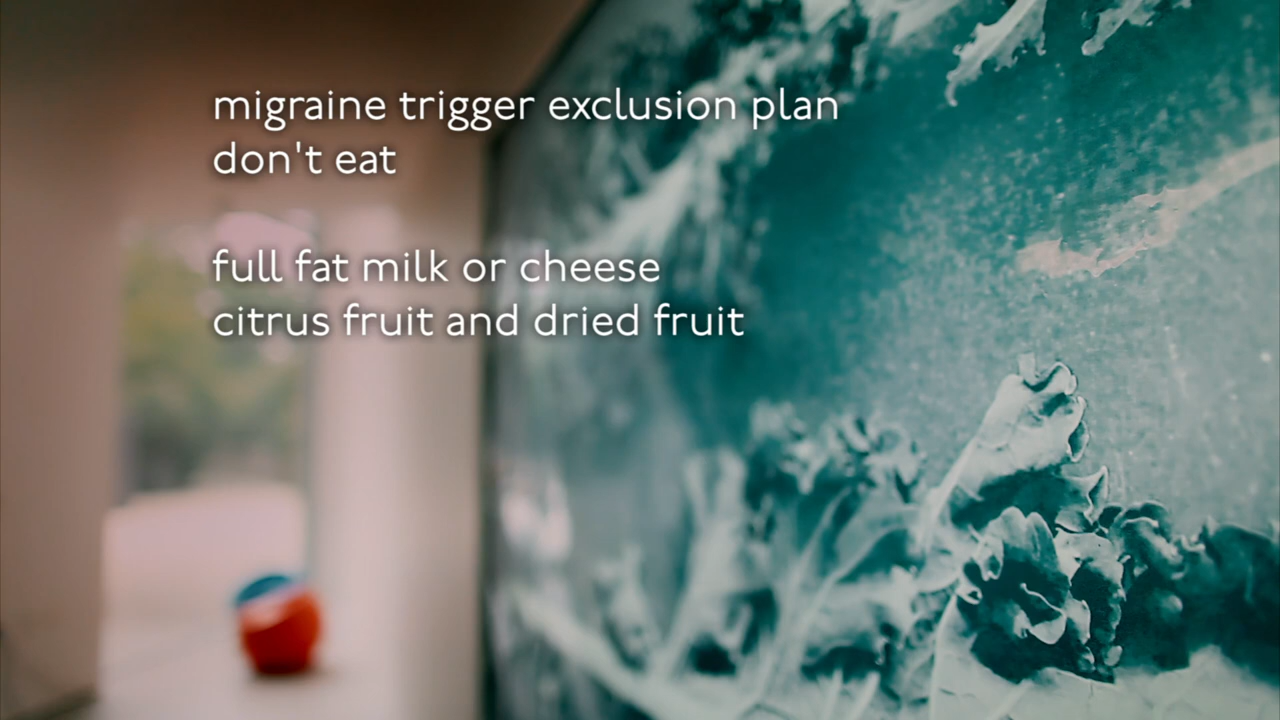 migraine trigger exclusion plan
don't eat
full fat milk or cheese
citrus fruit and dried fruit